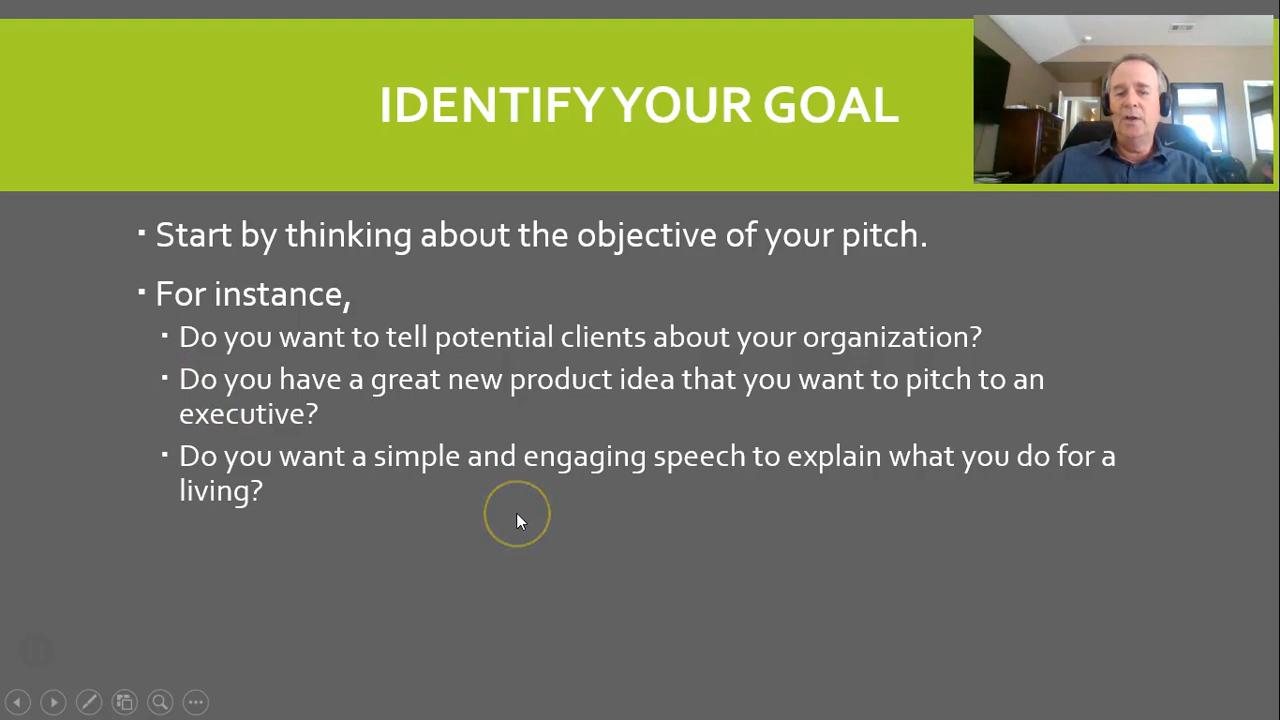 IDENTIFY YOUR GOAL
▪ Start by thinking about the objective of your pitch.
▪ For instance,
▪ Do you want to tell potential clients about your organization?
▪ Do you have a great new product idea that you want to pitch to an
executive?
▪ Do you want a simple and engaging speech to explain what you do for a
living?